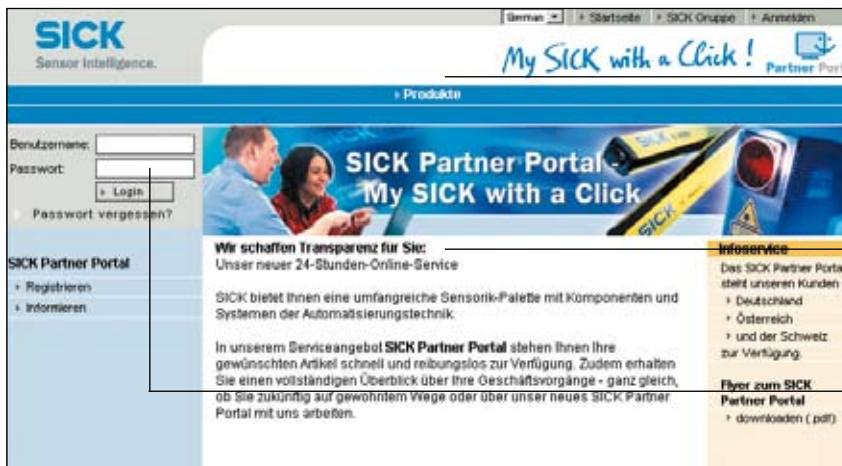 German › Startseite › SICK Gruppe › Anmelden
SICK
Sensor Intelligence.
My SICK with a Click!
Partner Port
› Produkte
Benutzername:
Passwort:
› Login
Passwort vergessen?
SICK Partner Portal
› Registrieren
› Informieren
SICK Partner Portal -
My SICK with a Click
SICK
SICK
Wir schaffen Transparenz für Sie:
Unser neuer 24-Stunden-Online-Service
SICK bietet Ihnen eine umfangreiche Sensorik-Palette mit Komponenten und
Systemen der Automatisierungstechnik.
In unserem Serviceangebot SICK Partner Portal stehen Ihnen Ihre
gewünschten Artikel schnell und reibungslos zur Verfügung. Zudem erhalten
Sie einen vollständigen Überblick über Ihre Geschäftsvorgänge - ganz gleich,
ob Sie zukünftig auf gewohntem Wege oder über unser neues SICK Partner
Portal mit uns arbeiten.
Infoservice
Das SICK Partner Porta
steht unseren Kunden
› Deutschland
› Österreich
› und der Schweiz
zur Verfügung.
Flyer zum SICK
Partner Portal
› downloaden (.pdf)